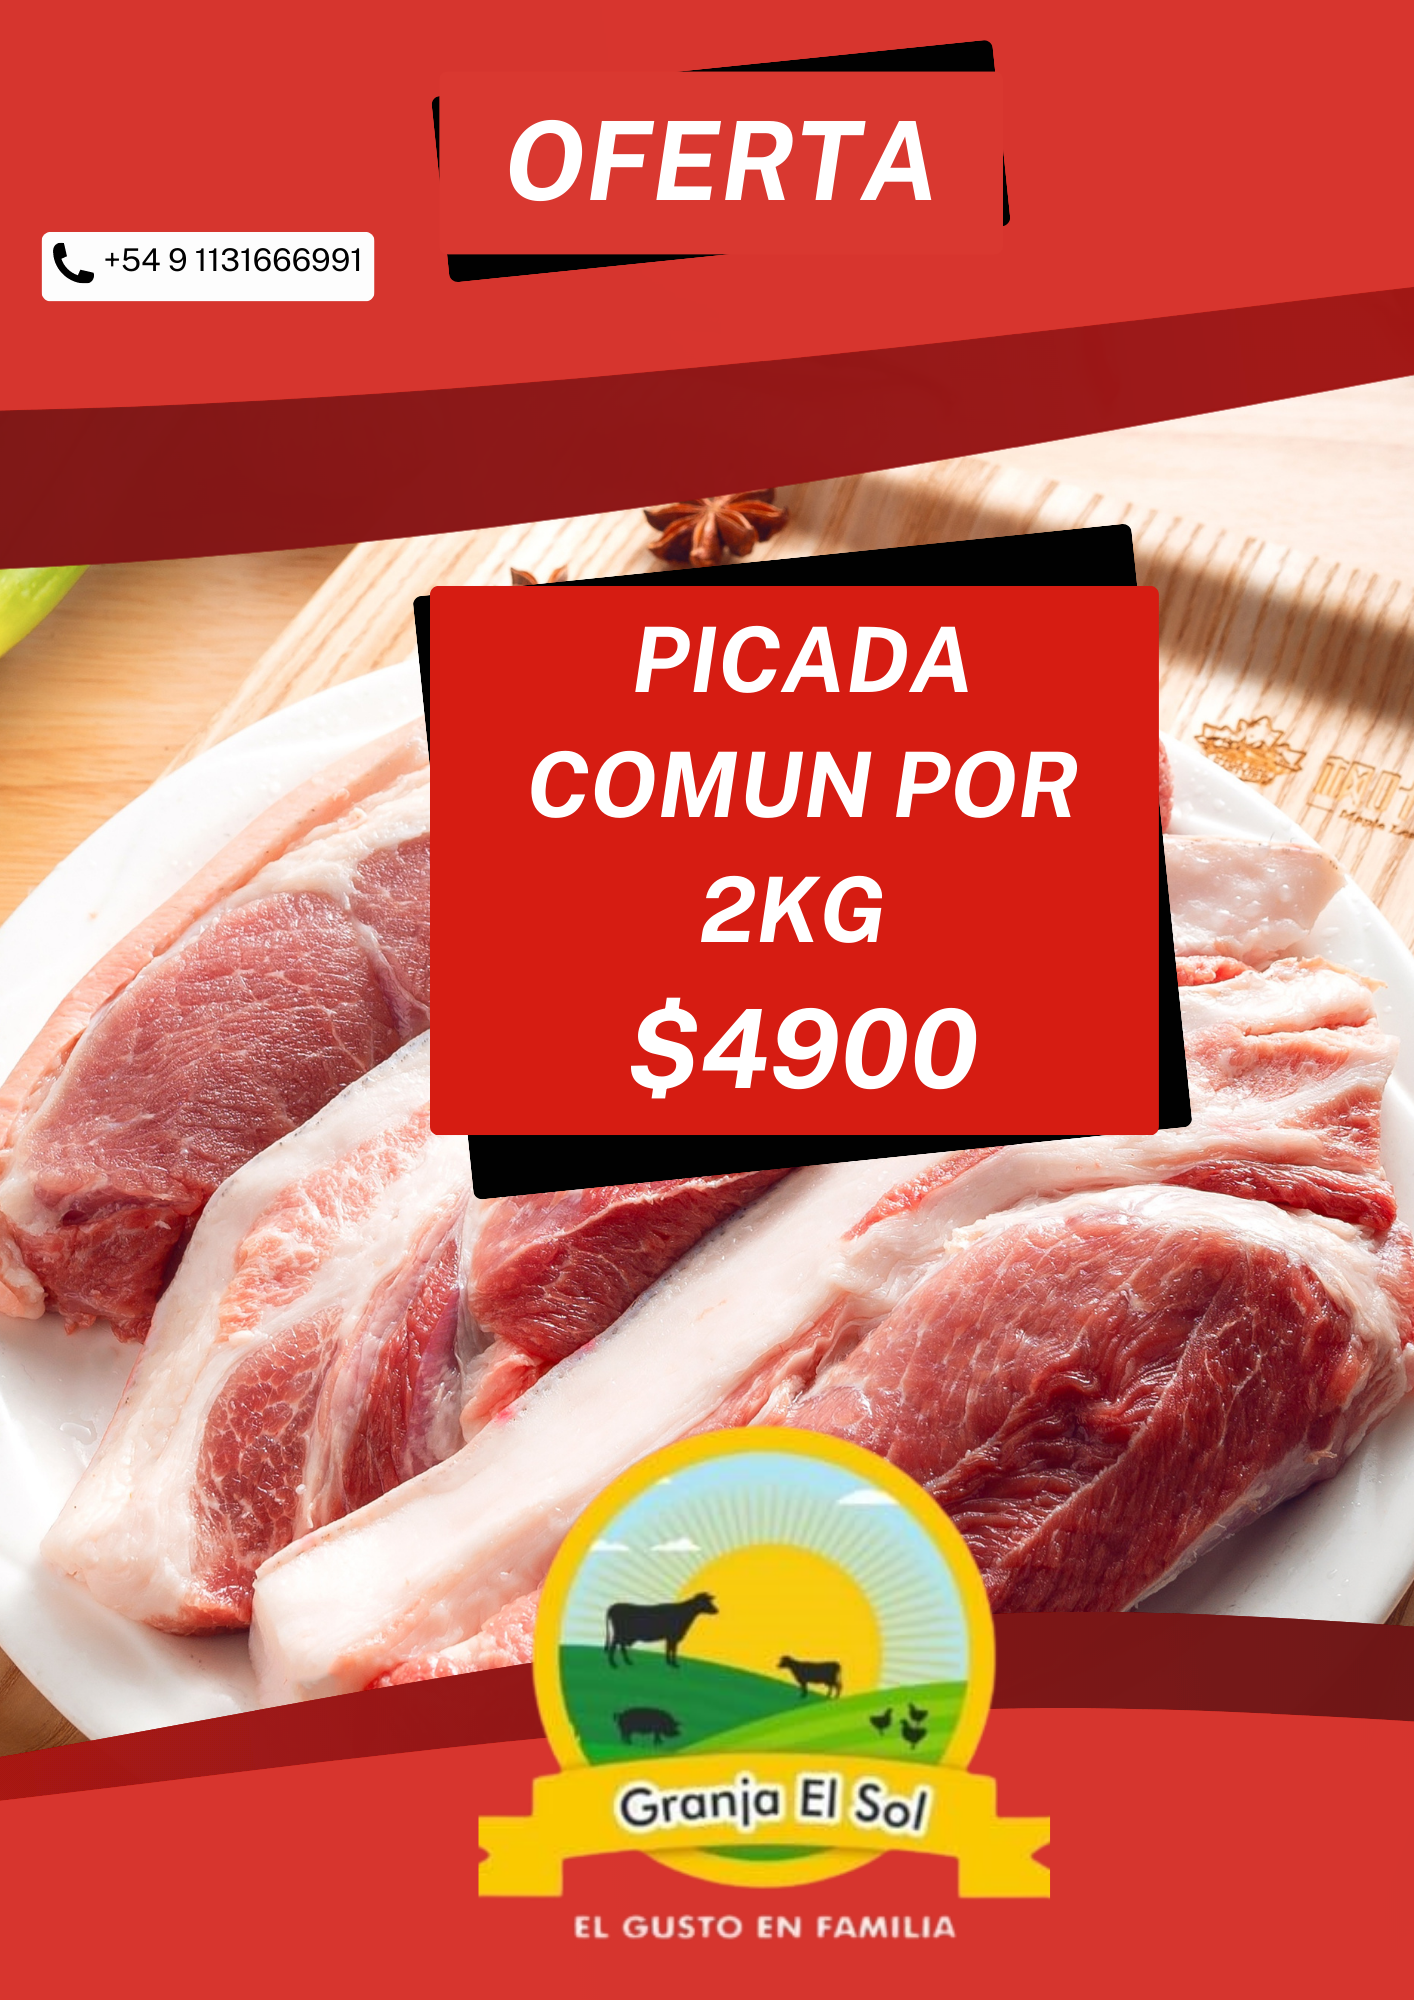 OFERTA
+54 9 1131666991
PICADA
COMUN POR
2KG
$4900
Granja El Sol
EL GUSTO EN FAMILIA